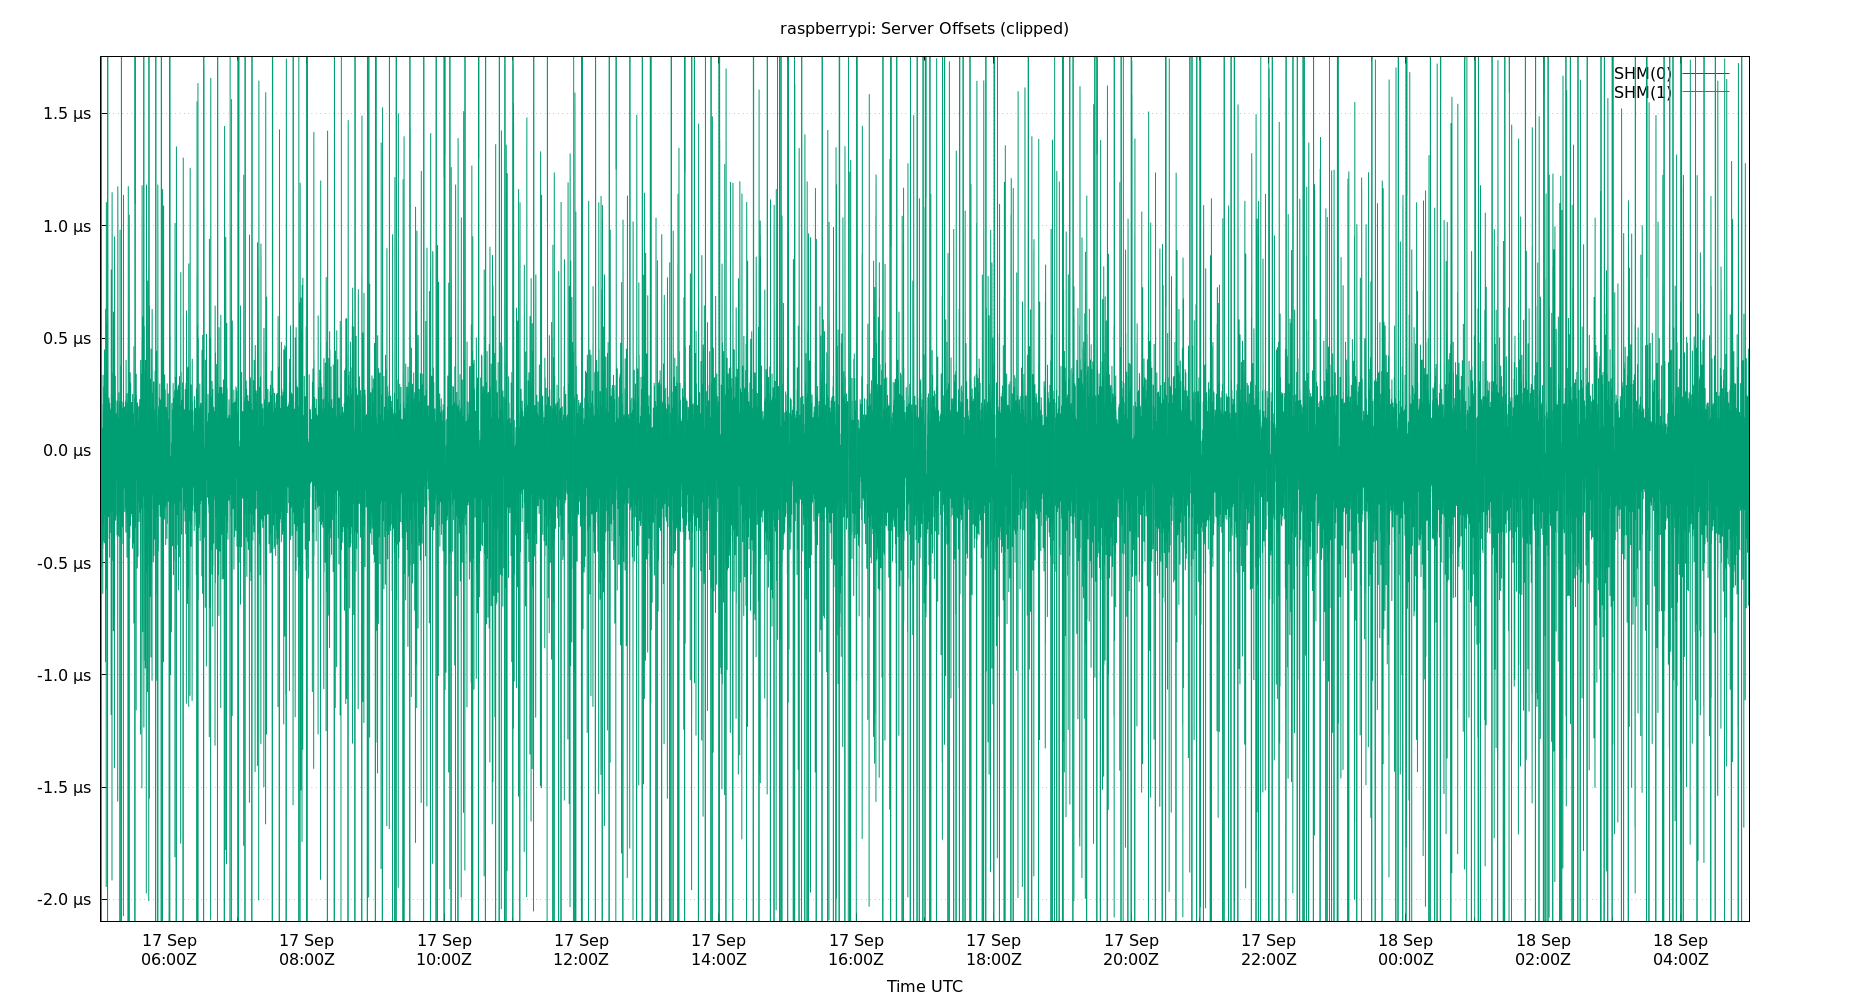 raspberrypi: Server Offsets (clipped)
SHM(0)
SHM(1)
1.5 µs
1.0 µs
0.5 µs
0.0 µs
-0.5 µs
-1.0 µs
-1.5 µs
-2.0 µs
17 Sep 17 Sep 17 Sep 17 Sep 17 Sep 17 Sep 17 Sep 17 Sep 17 Sep 18 Sep 18 Sep 18 Sep
06:00Z 08:00Z 10:00Z 12:00Z 14:00Z 16:00Z 18:00Z 20:00Z 22:00Z 00:00Z 02:00Z 04:00Z
Time UTC